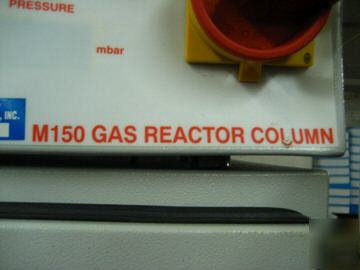 PRESSURE
mbar
, INC.
M150 GAS REACTOR COLUMN